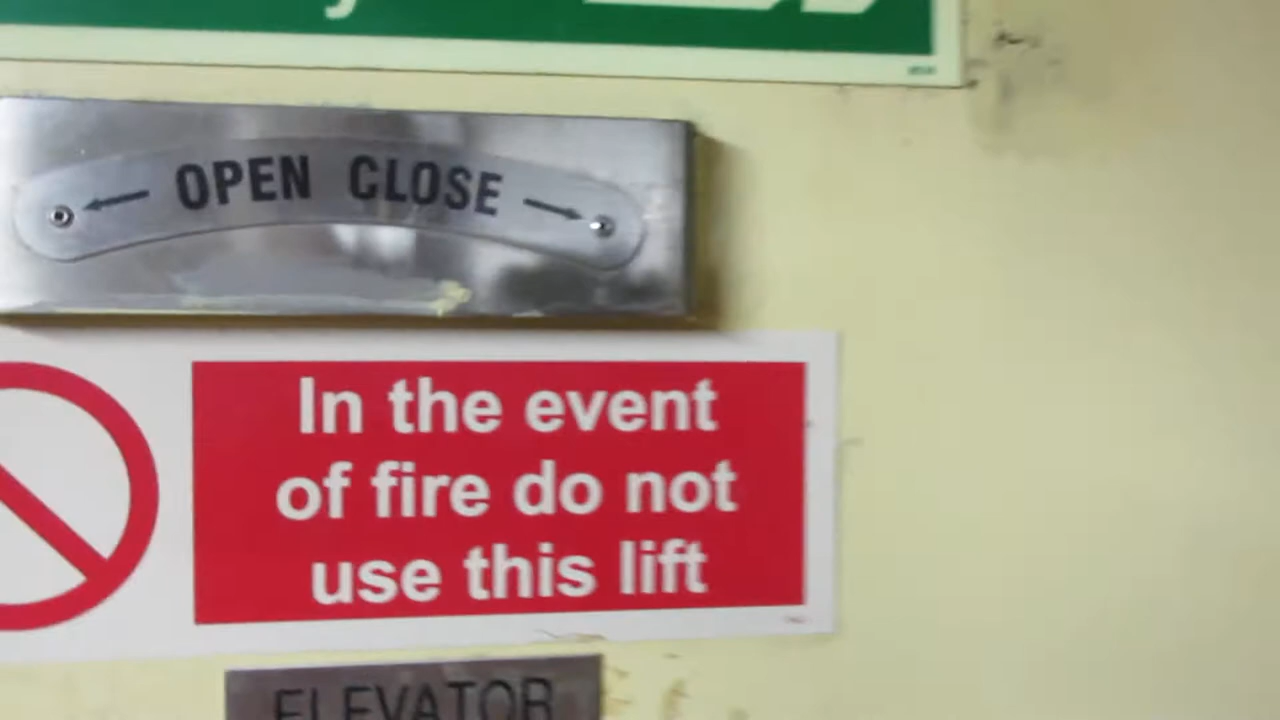 OPEN CLOSE
In the event
of fire do not
use this lift
ELEVATOR